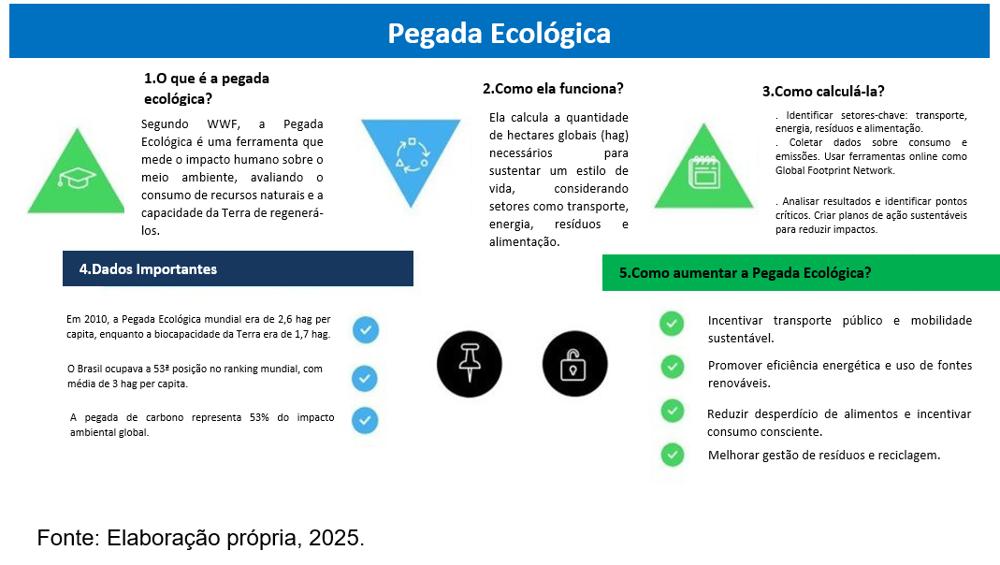 Pegada Ecológica
1.O que é a pegada
ecológica?
Segundo WWF, a Pegada
Ecológica é uma ferramenta que
mede o impacto humano sobre o
meio ambiente, avaliando o
consumo de recursos naturais e a
capacidade da Terra de regenerá-
los.
2.Como ela funciona?
Ela calcula a quantidade
de hectares globais (hag)
necessários para
sustentar um estilo de
vida, considerando
setores como transporte,
energia, resíduos e
alimentação.
3.Como calculá-la?
. Identificar setores-chave: transporte,
energia, resíduos e alimentação.
. Coletar dados sobre consumo e
emissões. Usar ferramentas online como
Global Footprint Network.
. Analisar resultados e identificar pontos
críticos. Criar planos de ação sustentáveis
para reduzir impactos.
4.Dados Importantes
Em 2010, a Pegada Ecológica mundial era de 2,6 hag per
capita, enquanto a biocapacidade da Terra era de 1,7 hag.
O Brasil ocupava a 53ª posição no ranking mundial, com
média de 3 hag per capita.
A pegada de carbono representa 53% do impacto
ambiental global.
5.Como aumentar a Pegada Ecológica?
Incentivar transporte público e mobilidade
sustentável.
Promover eficiência energética e uso de fontes
renováveis.
Reduzir desperdício de alimentos e incentivar
consumo consciente.
Melhorar gestão de resíduos e reciclagem.
Fonte: Elaboração própria, 2025.